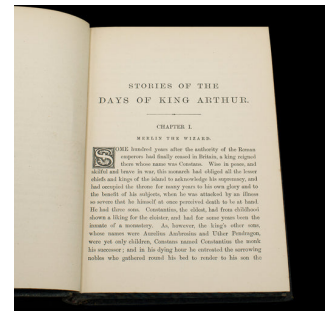 STORIES OF THE
DAYS OF KING ARTHUR.
CHAPTER I.
MERLIN THE WIZARD.
SOME hundred years after the authority of the Roman
emperors had finally ceased in Britain, a king reigned
there whose name was Constans. Wise in peace, and
skilful and brave in war, this monarch had obliged all the lesser
chiefs and kings of the island to acknowledge his supremacy, and
had occupied the throne for many years to his own glory and to
the benefit of his subjects, when he was attacked by an illness
so severe that he himself at once perceived death to be at hand.
He had three sons. Constantius, the eldest, had from childhood
shown a liking for the cloister, and had for some years been the
inmate of a monastery. As, however, the king's other sons,
whose names were Aurelius Ambrosius and Uther Pendragon,
were yet only children, Constans named Constantius the monk
his successor; and in his dying hour he entreated the sorrowing
nobles who gathered round his bed to render to his son the